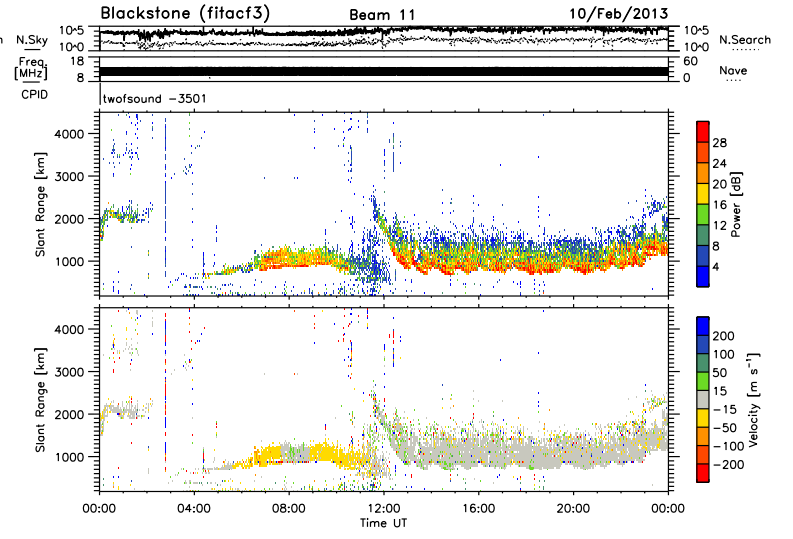 Blackstone (fitacf3) Beam 11 10/Feb/2013
N.Sky 10^5 10^0 10^5 10^0 N.Search
Freq. [MHz] 18 8 60 0 Nave
CPID twofsound -3501
Slant Range [km] 4000 3000 2000 1000
Power [dB] 28 24 20 16 12 8 4
Slant Range [km] 4000 3000 2000 1000
Velocity [m s⁻¹] 200 100 50 15 -15 -50 -100 -200
00:00 04:00 08:00 12:00 16:00 20:00 00:00
Time UT